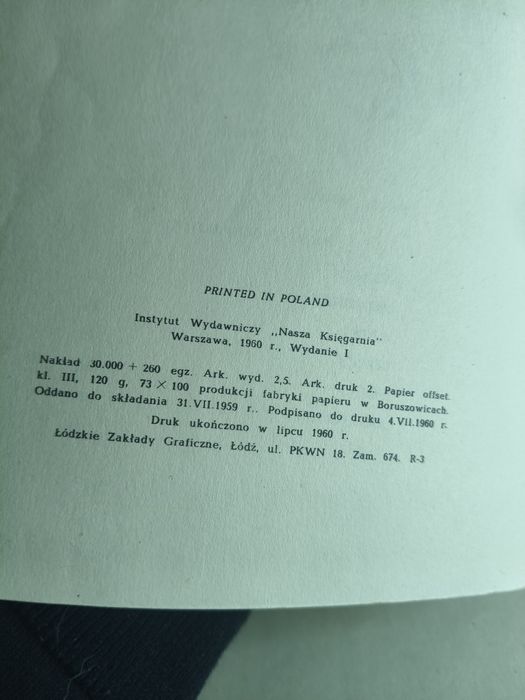 PRINTED IN POLAND
Instytut Wydawniczy „Nasza Księgarnia"
Warszawa, 1960 r., Wydanie I
Nakład 30.000 + 260 egz. Ark. wyd. 2,5. Ark. druk 2. Papier offset.
kl. III, 120 g, 73 × 100 produkcji fabryki papieru w Boruszowicach.
Oddano do składania 31.VII.1959 r.. Podpisano do druku 4.VII.1960 r.
Druk ukończono w lipcu 1960 r.
Łódzkie Zakłady Graficzne, Łódź, ul. PKWN 18. Zam. 674. R-3